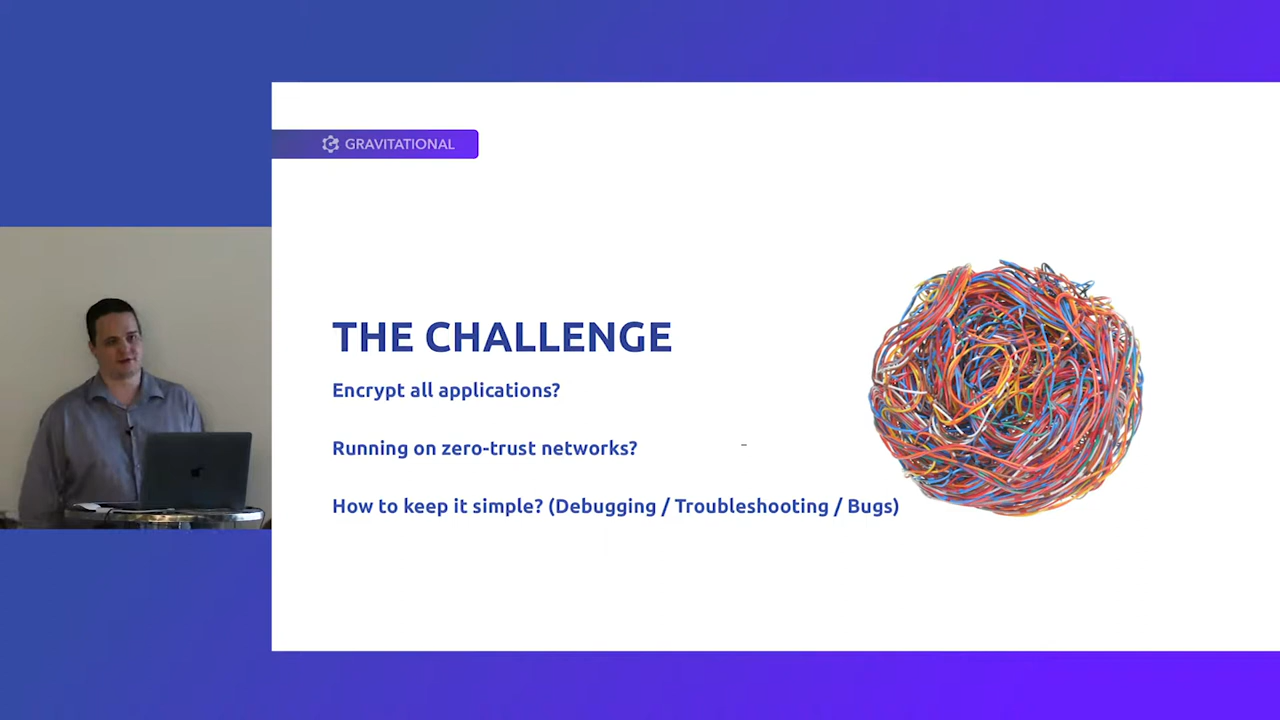 GRAVITATIONAL
THE CHALLENGE
Encrypt all applications?
Running on zero-trust networks?
How to keep it simple? (Debugging / Troubleshooting / Bugs)